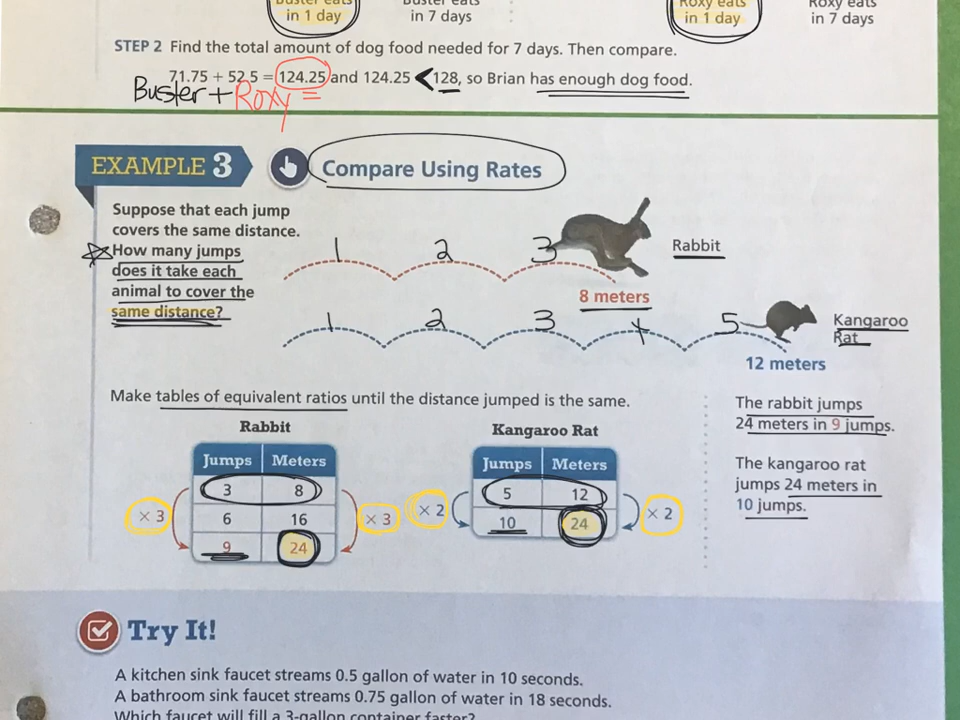 Buster eats Buster eats Roxy eats Roxy eats
in 1 day in 7 days in 1 day in 7 days
STEP 2 Find the total amount of dog food needed for 7 days. Then compare.
71.75 + 52.5 = 124.25 and 124.25 < 128, so Brian has enough dog food.
Buster + Roxy =
EXAMPLE 3 Compare Using Rates
Suppose that each jump
covers the same distance.
How many jumps
does it take each
animal to cover the
same distance?
1 2 3
Rabbit
8 meters
1 2 3 4 5
Kangaroo
Rat
12 meters
Make tables of equivalent ratios until the distance jumped is the same.
Rabbit
Jumps Meters
3 8
6 16
9 24
× 3 × 3
Kangaroo Rat
Jumps Meters
5 12
10 24
× 2 × 2
The rabbit jumps
24 meters in 9 jumps.
The kangaroo rat
jumps 24 meters in
10 jumps.
Try It!
A kitchen sink faucet streams 0.5 gallon of water in 10 seconds.
A bathroom sink faucet streams 0.75 gallon of water in 18 seconds.
Which faucet will fill a 3-gallon container faster?